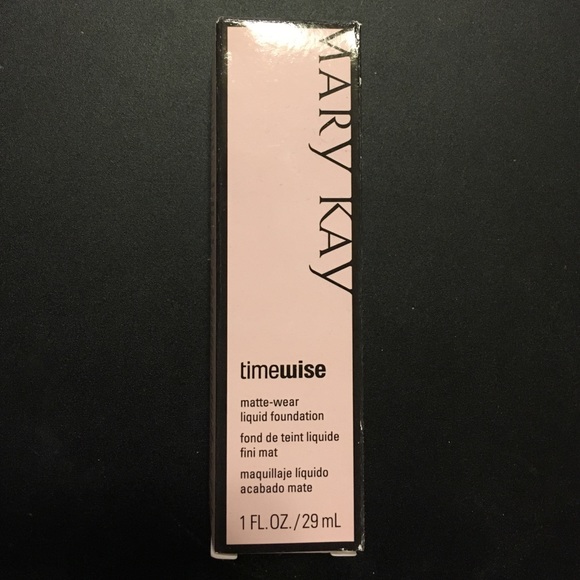 MARY KAY
timewise
matte-wear
liquid foundation
fond de teint liquide
fini mat
maquillaje líquido
acabado mate
1 FL.OZ./29 mL